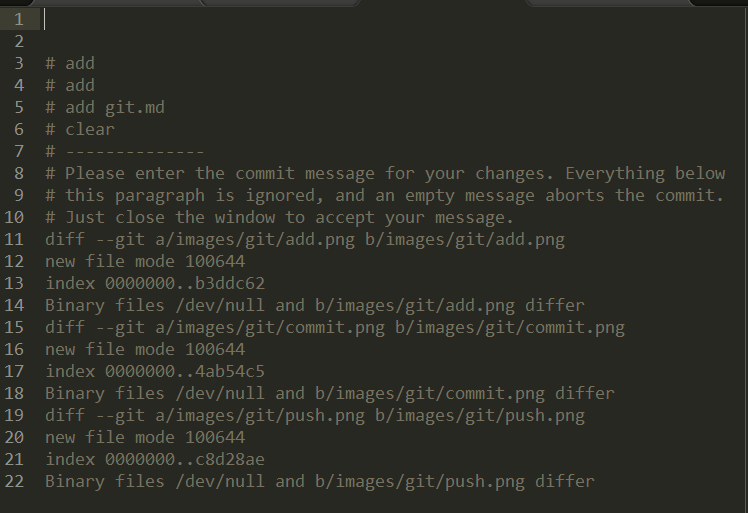 1
2
3 # add
4 # add
5 # add git.md
6 # clear
7 # --------------
8 # Please enter the commit message for your changes. Everything below
9 # this paragraph is ignored, and an empty message aborts the commit.
10 # Just close the window to accept your message.
11 diff --git a/images/git/add.png b/images/git/add.png
12 new file mode 100644
13 index 0000000..b3ddc62
14 Binary files /dev/null and b/images/git/add.png differ
15 diff --git a/images/git/commit.png b/images/git/commit.png
16 new file mode 100644
17 index 0000000..4ab54c5
18 Binary files /dev/null and b/images/git/commit.png differ
19 diff --git a/images/git/push.png b/images/git/push.png
20 new file mode 100644
21 index 0000000..c8d28ae
22 Binary files /dev/null and b/images/git/push.png differ